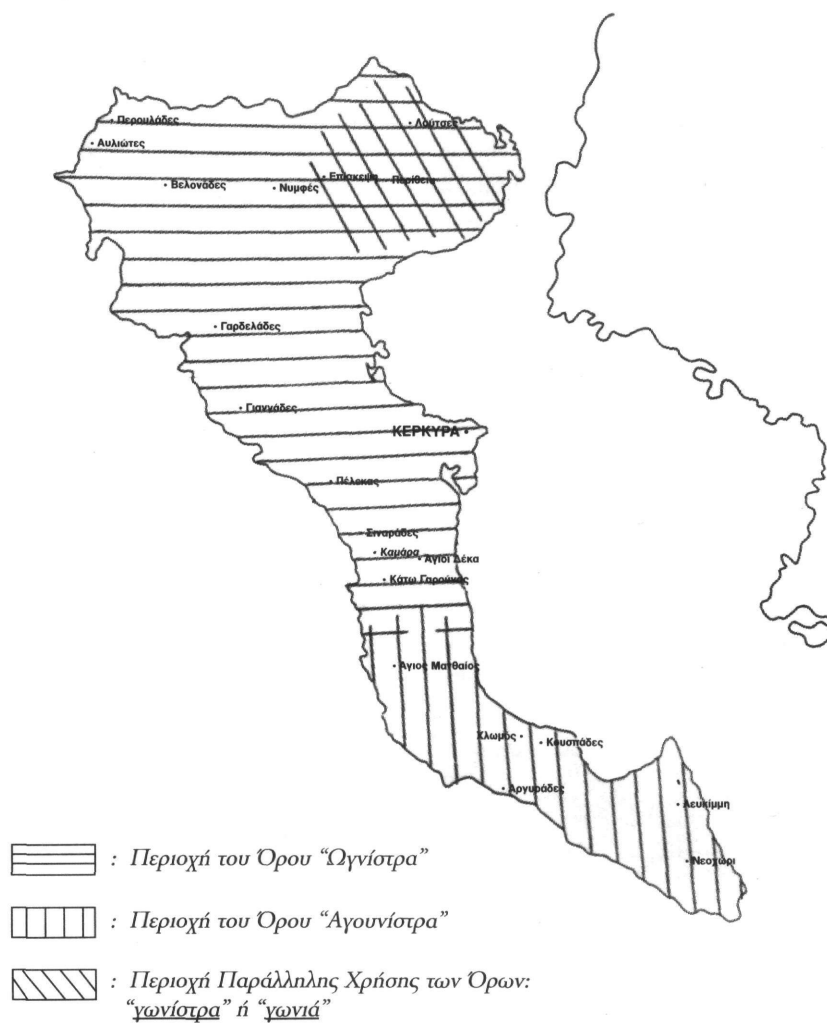 Περουλάδες
Λούτσες
Αυλιώτες
Βελονάδες
Νυμφές
Επίσκεψη
Περίθεια
Γαρδελάδες
Γιαννάδες
ΚΕΡΚΥΡΑ
Πέλεκας
Σιναράδες
Καμάρα
Άγιοι Δέκα
Κάτω Γαρούνας
Άγιος Ματθαίος
Χλωμός
Κουσπάδες
Αργυράδες
Λευκίμμη
Νεοχώρι
: Περιοχή του Όρου “Ωγνίστρα”
: Περιοχή του Όρου “Αγουνίστρα”
: Περιοχή Παράλληλης Χρήσης των Όρων:
“γωνίστρα” ή “γωνιά”